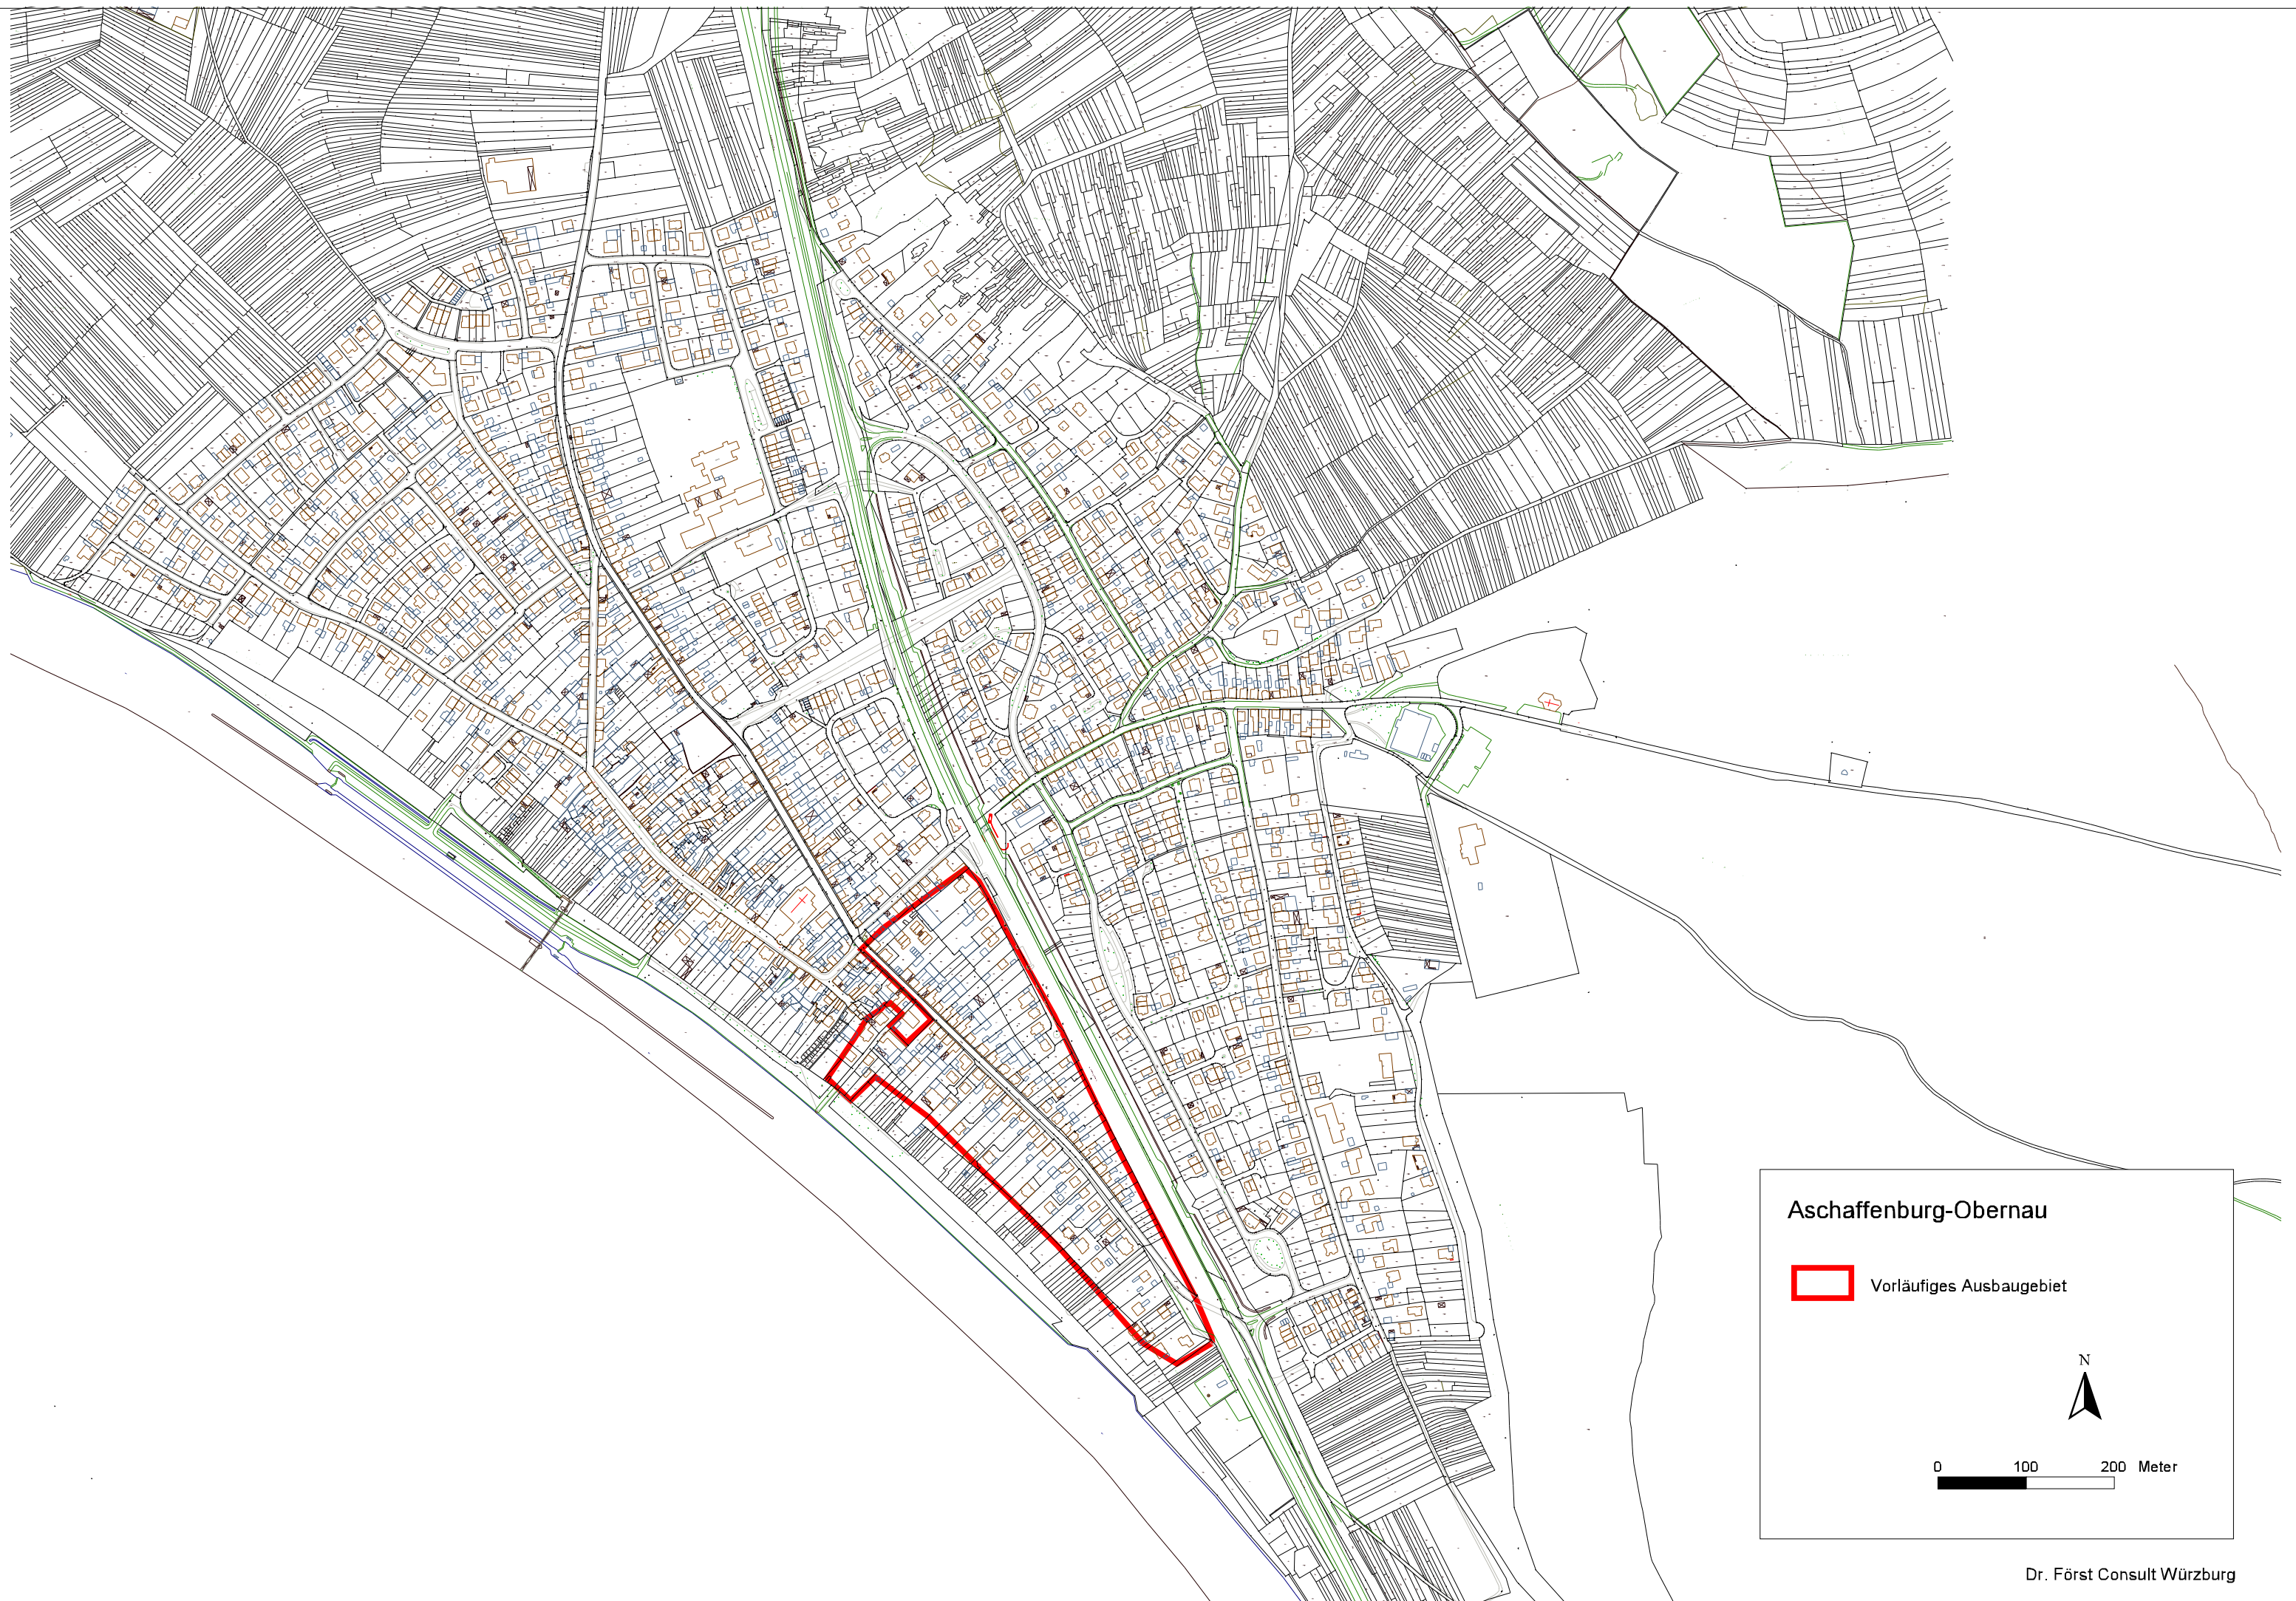 Aschaffenburg-Obernau
Vorläufiges Ausbaugebiet
N
0 100 200 Meter
Dr. Först Consult Würzburg